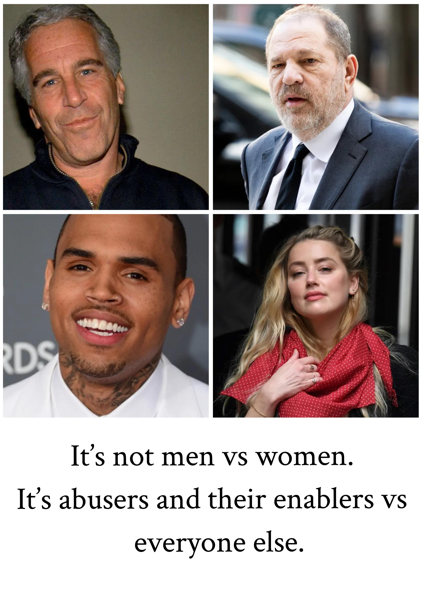 RDS
It’s not men vs women.
It’s abusers and their enablers vs
everyone else.